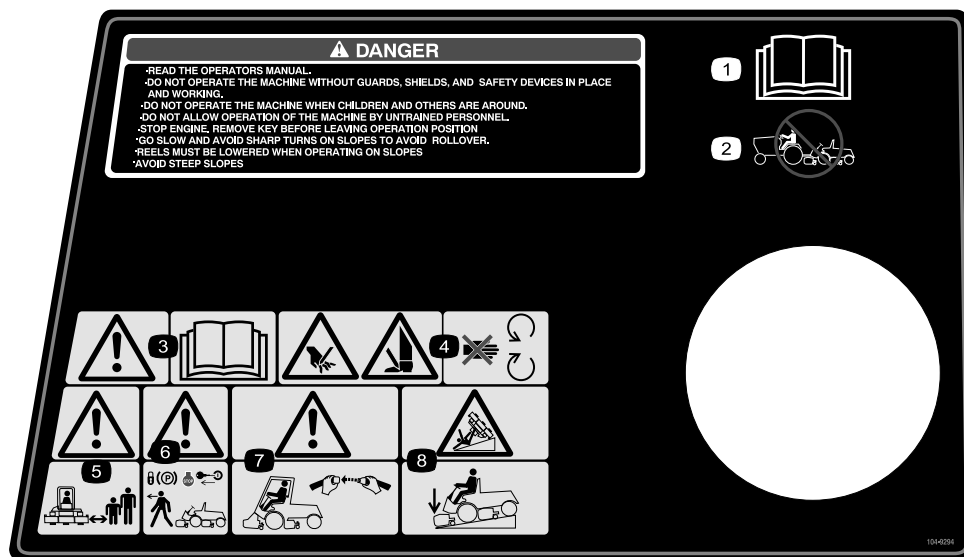 DANGER
·READ THE OPERATORS MANUAL.
·DO NOT OPERATE THE MACHINE WITHOUT GUARDS, SHIELDS, AND SAFETY DEVICES IN PLACE
AND WORKING.
·DO NOT OPERATE THE MACHINE WHEN CHILDREN AND OTHERS ARE AROUND.
·DO NOT ALLOW OPERATION OF THE MACHINE BY UNTRAINED PERSONNEL.
·STOP ENGINE, REMOVE KEY BEFORE LEAVING OPERATION POSITION
·GO SLOW AND AVOID SHARP TURNS ON SLOPES TO AVOID ROLLOVER.
·REELS MUST BE LOWERED WHEN OPERATING ON SLOPES
·AVOID STEEP SLOPES
1
2
3
4
5
6
7
8
(P)
STOP
104-9294